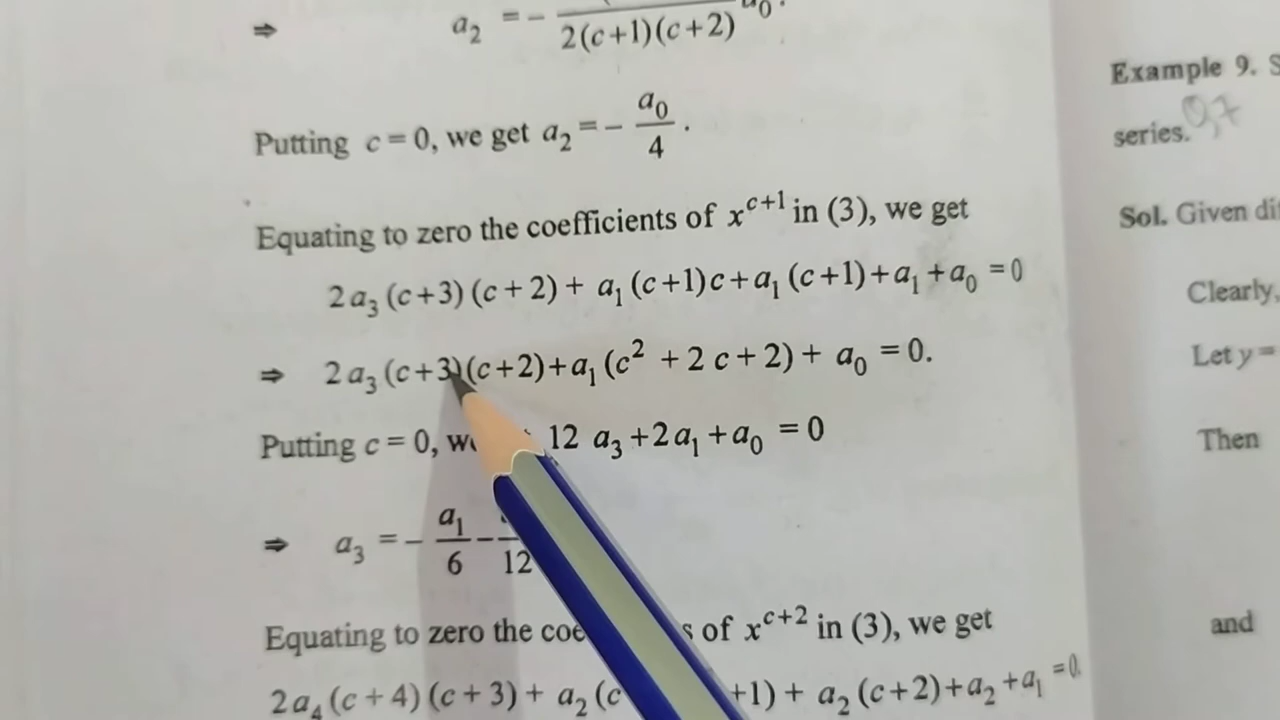 ⇒ a₂ = − / 2(c+1)(c+2) a₀.
Putting c = 0, we get a₂ = − a₀/4 .
Equating to zero the coefficients of x^(c+1) in (3), we get
2a₃(c+3)(c+2)+ a₁(c+1)c+a₁(c+1)+a₁+a₀ =0
⇒ 2a₃(c+3)(c+2)+a₁(c² +2c+2)+ a₀ =0.
Putting c = 0, 12 a₃+2a₁+a₀ =0
⇒ a₃ = − a₁/6 − /12
Equating to zero the of x^(c+2) in (3), we get
2a₄(c+4)(c+3)+ a₂(c +1)+ a₂(c+2)+a₂+a₁ =0.
Example 9.
series.
Sol. Given
Clearly,
Let y =
Then
and